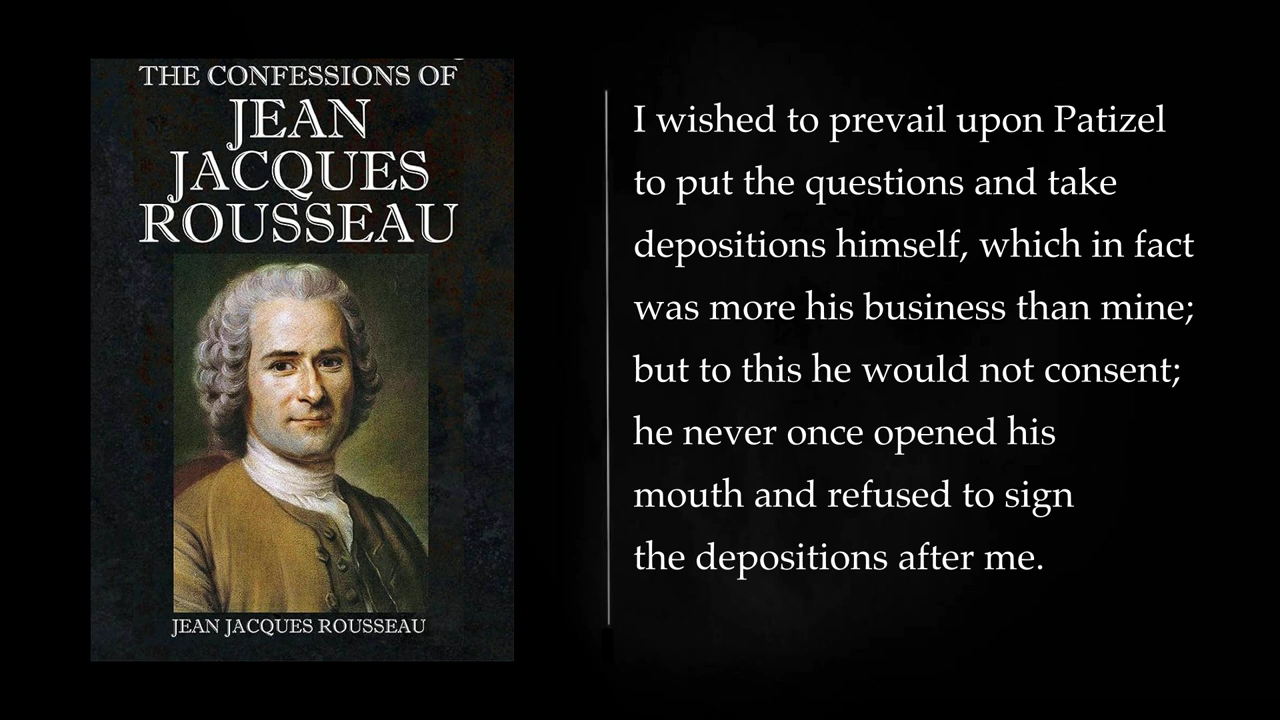 THE CONFESSIONS OF
JEAN
JACQUES
ROUSSEAU
JEAN JACQUES ROUSSEAU
I wished to prevail upon Patizel
to put the questions and take
depositions himself, which in fact
was more his business than mine;
but to this he would not consent;
he never once opened his
mouth and refused to sign
the depositions after me.